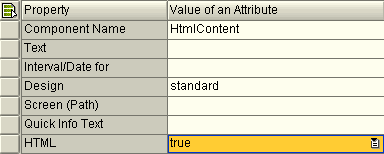 Property Value of an Attribute
Component Name HtmlContent
Text
Interval/Date for
Design standard
Screen (Path)
Quick Info Text
HTML true